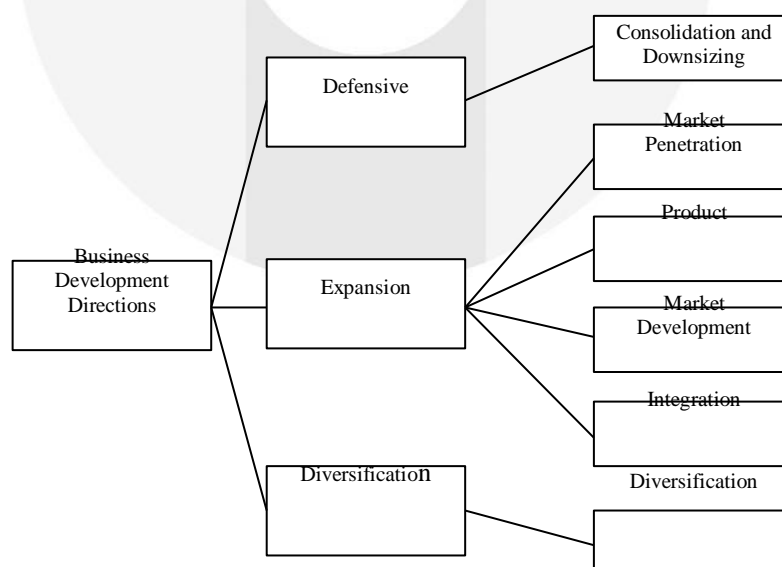 Consolidation and
Downsizing
Defensive
Market
Penetration
Product
Business
Development
Directions
Expansion
Market
Development
Integration
Diversification
Diversification